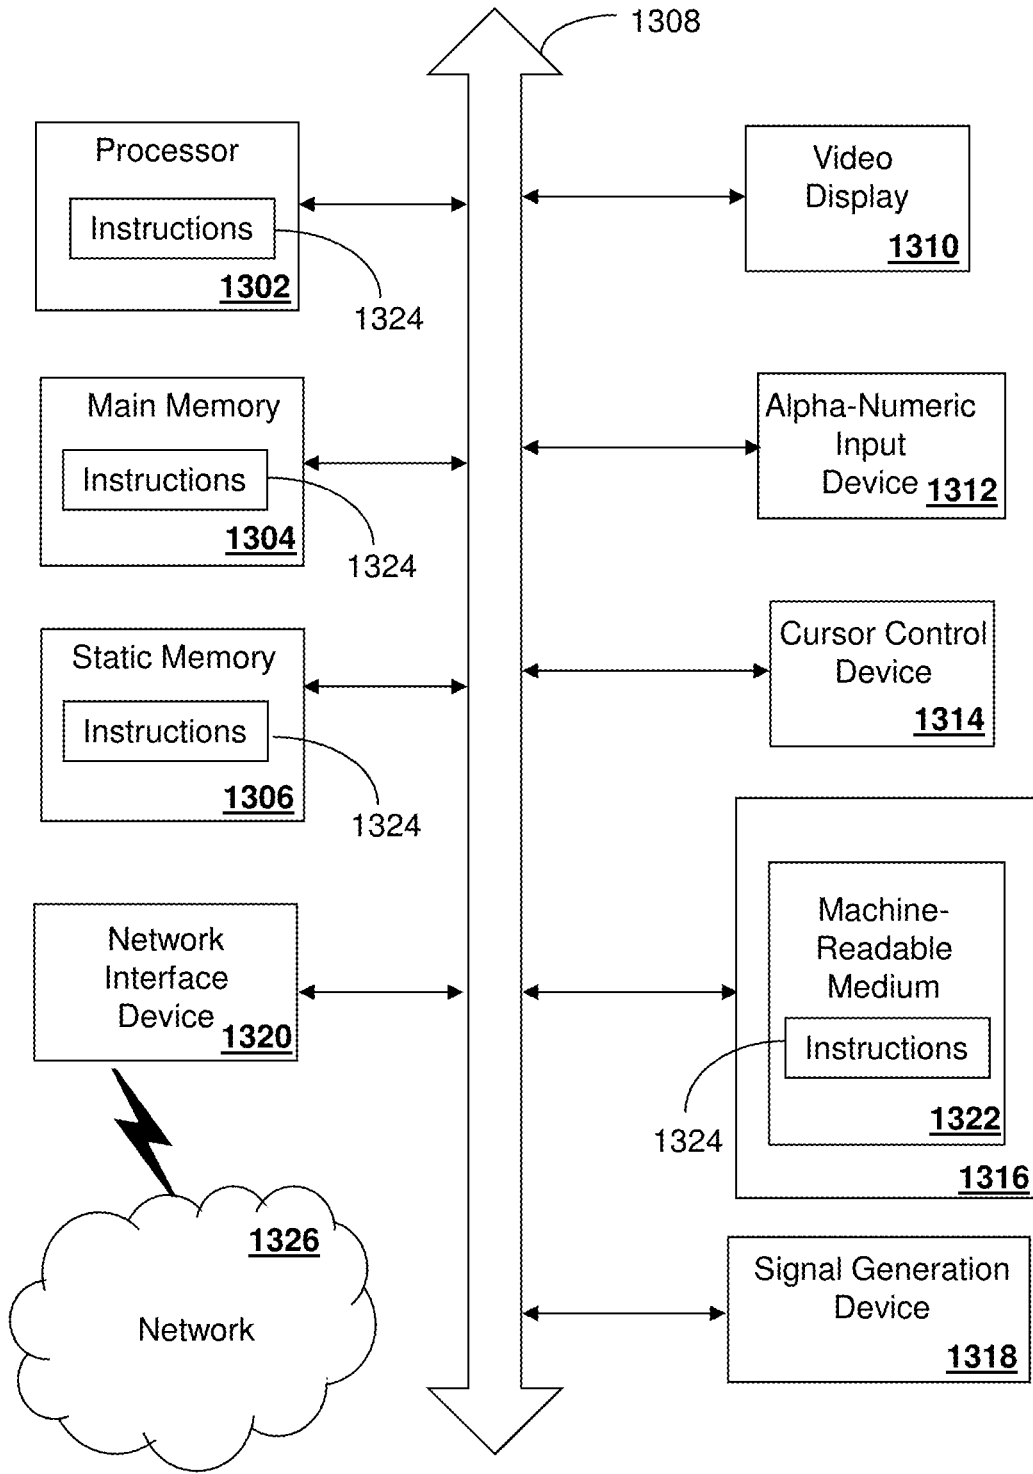 1308
Processor
Instructions
1302
1324
Main Memory
Instructions
1304
1324
Static Memory
Instructions
1306
1324
Network
Interface
Device
1320
1326
Network
Video
Display
1310
Alpha-Numeric
Input
Device
1312
Cursor Control
Device
1314
Machine-
Readable
Medium
Instructions
1324
1322
1316
Signal Generation
Device
1318